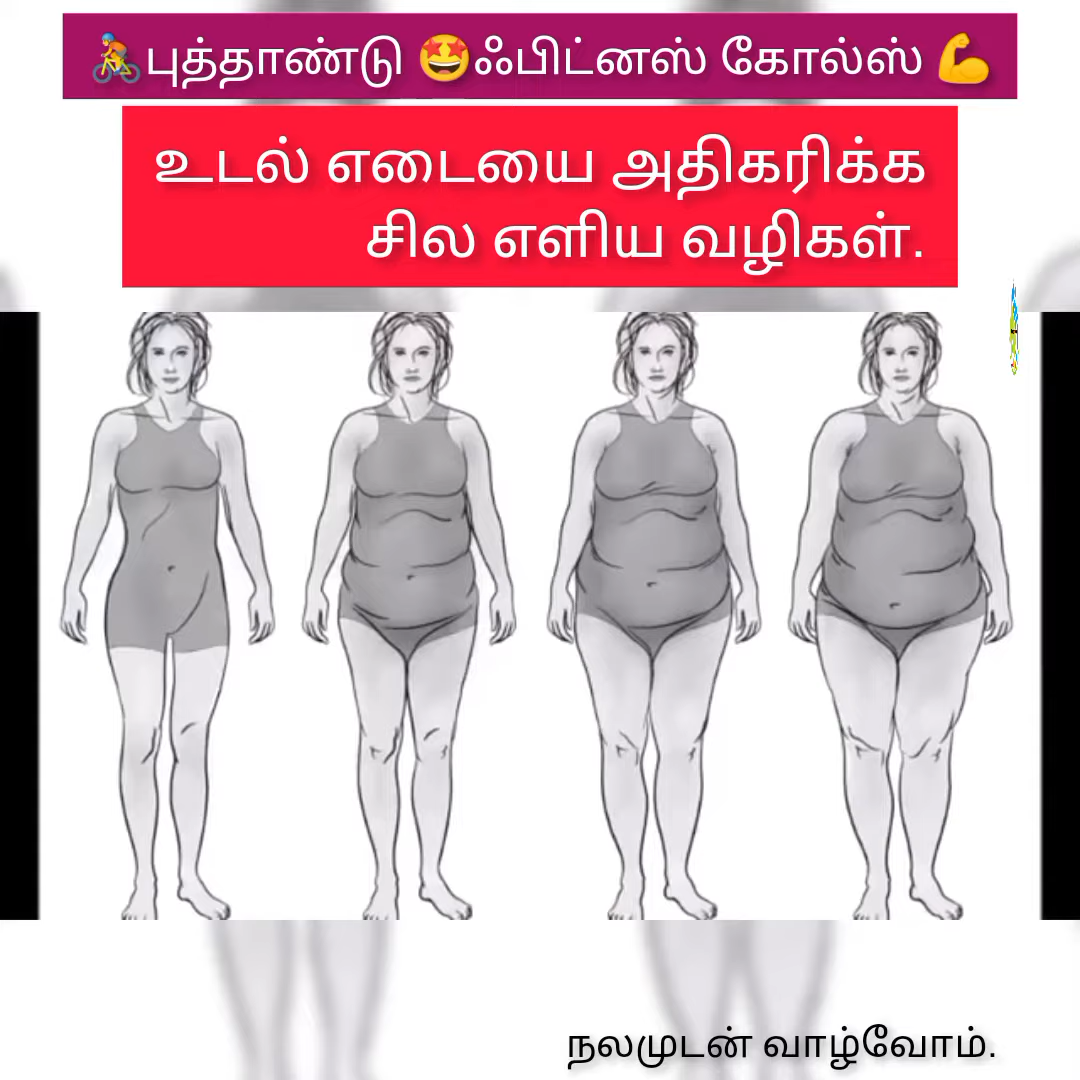 🚴புத்தாண்டு 🤩ஃபிட்னஸ் கோல்ஸ் 💪
உடல் எடையை அதிகரிக்க
சில எளிய வழிகள்.
நலமுடன் வாழ்வோம்.